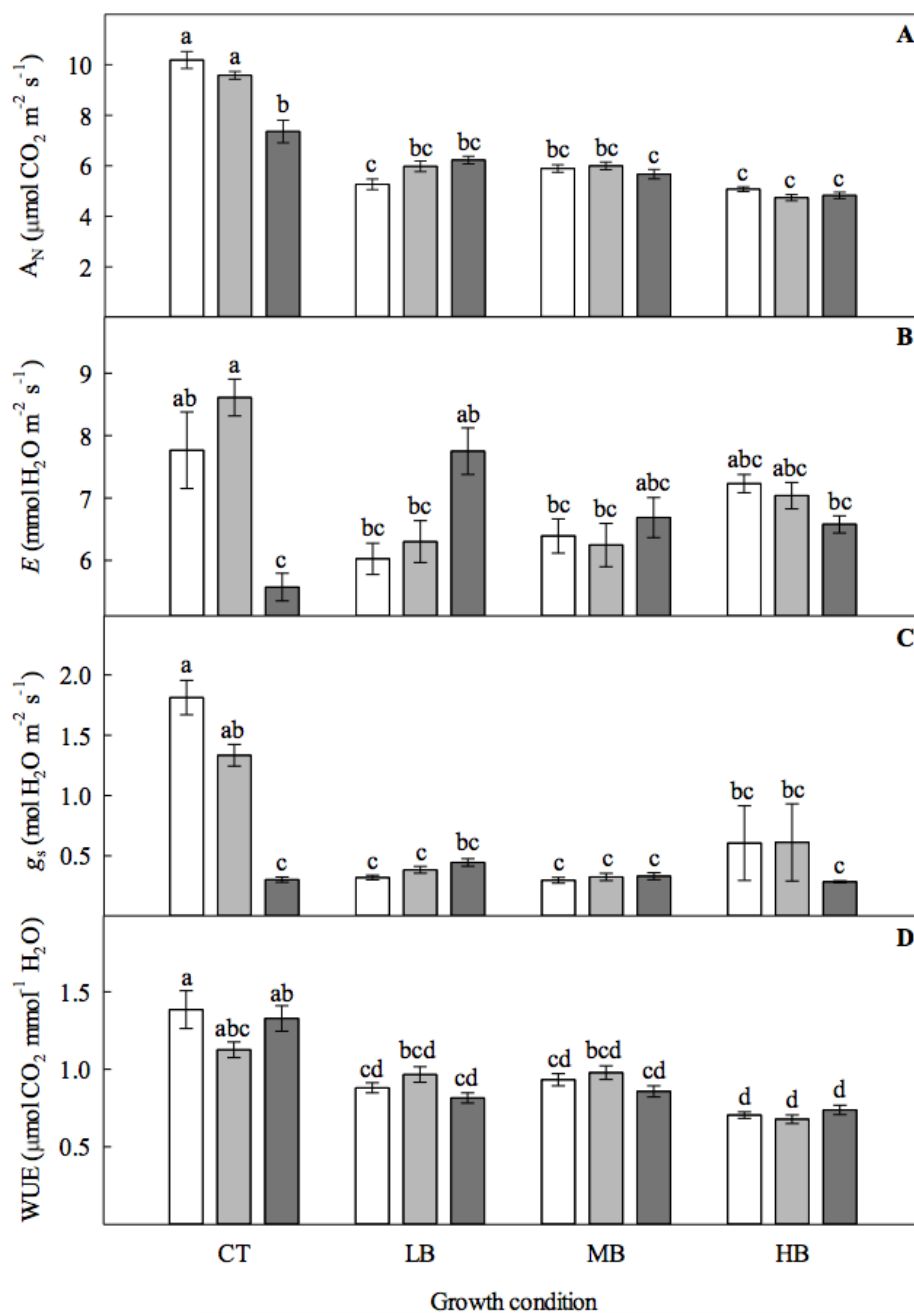 A
a a b c bc bc bc bc c c c c
10
8
6
4
2
A_N (μmol CO₂ m⁻² s⁻¹)
B
ab a c bc bc ab bc bc abc abc abc bc
9
8
7
6
E (mmol H₂O m⁻² s⁻¹)
C
a ab c c c bc c c c bc bc c
2.0
1.5
1.0
0.5
g_s (mol H₂O m⁻² s⁻¹)
D
a abc ab cd bcd cd cd bcd cd d d d
1.5
1.0
0.5
WUE (μmol CO₂ mmol⁻¹ H₂O)
CT LB MB HB
Growth condition